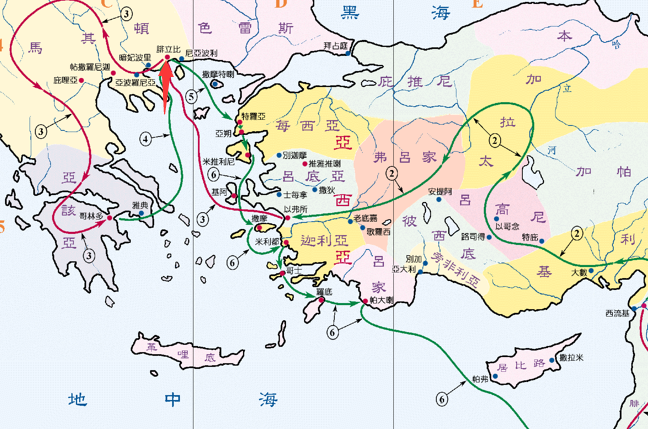 C
D
E
黑海
4
5
馬其頓
色雷斯
本
哈
拜占庭
腓立比
尼亞波利
暗妃波里
帖撒羅尼迦
亞波羅尼亞
庇哩亞
撒摩特喇
庇推尼
加拉太
立
河
加帕
特羅亞
亞朔
每西亞
亞西亞
弗呂家
米推利尼
別迦摩
推雅推喇
呂底亞
撒狄
士每拿
基阿
以弗所
安提阿
呂高尼
以哥念
特庇
路司得
亞該亞
哥林多
雅典
撒摩
米利都
老底嘉
歌羅西
迦利亞
彼西底
別加
亞大利
旁非利亞
基利
大數
呂家
哥士
羅底
帕大喇
西流基
革哩底
居比路
撒拉米
帕弗
腓
地中海
3
3
3
3
4
5
6
6
6
6
2
2
2